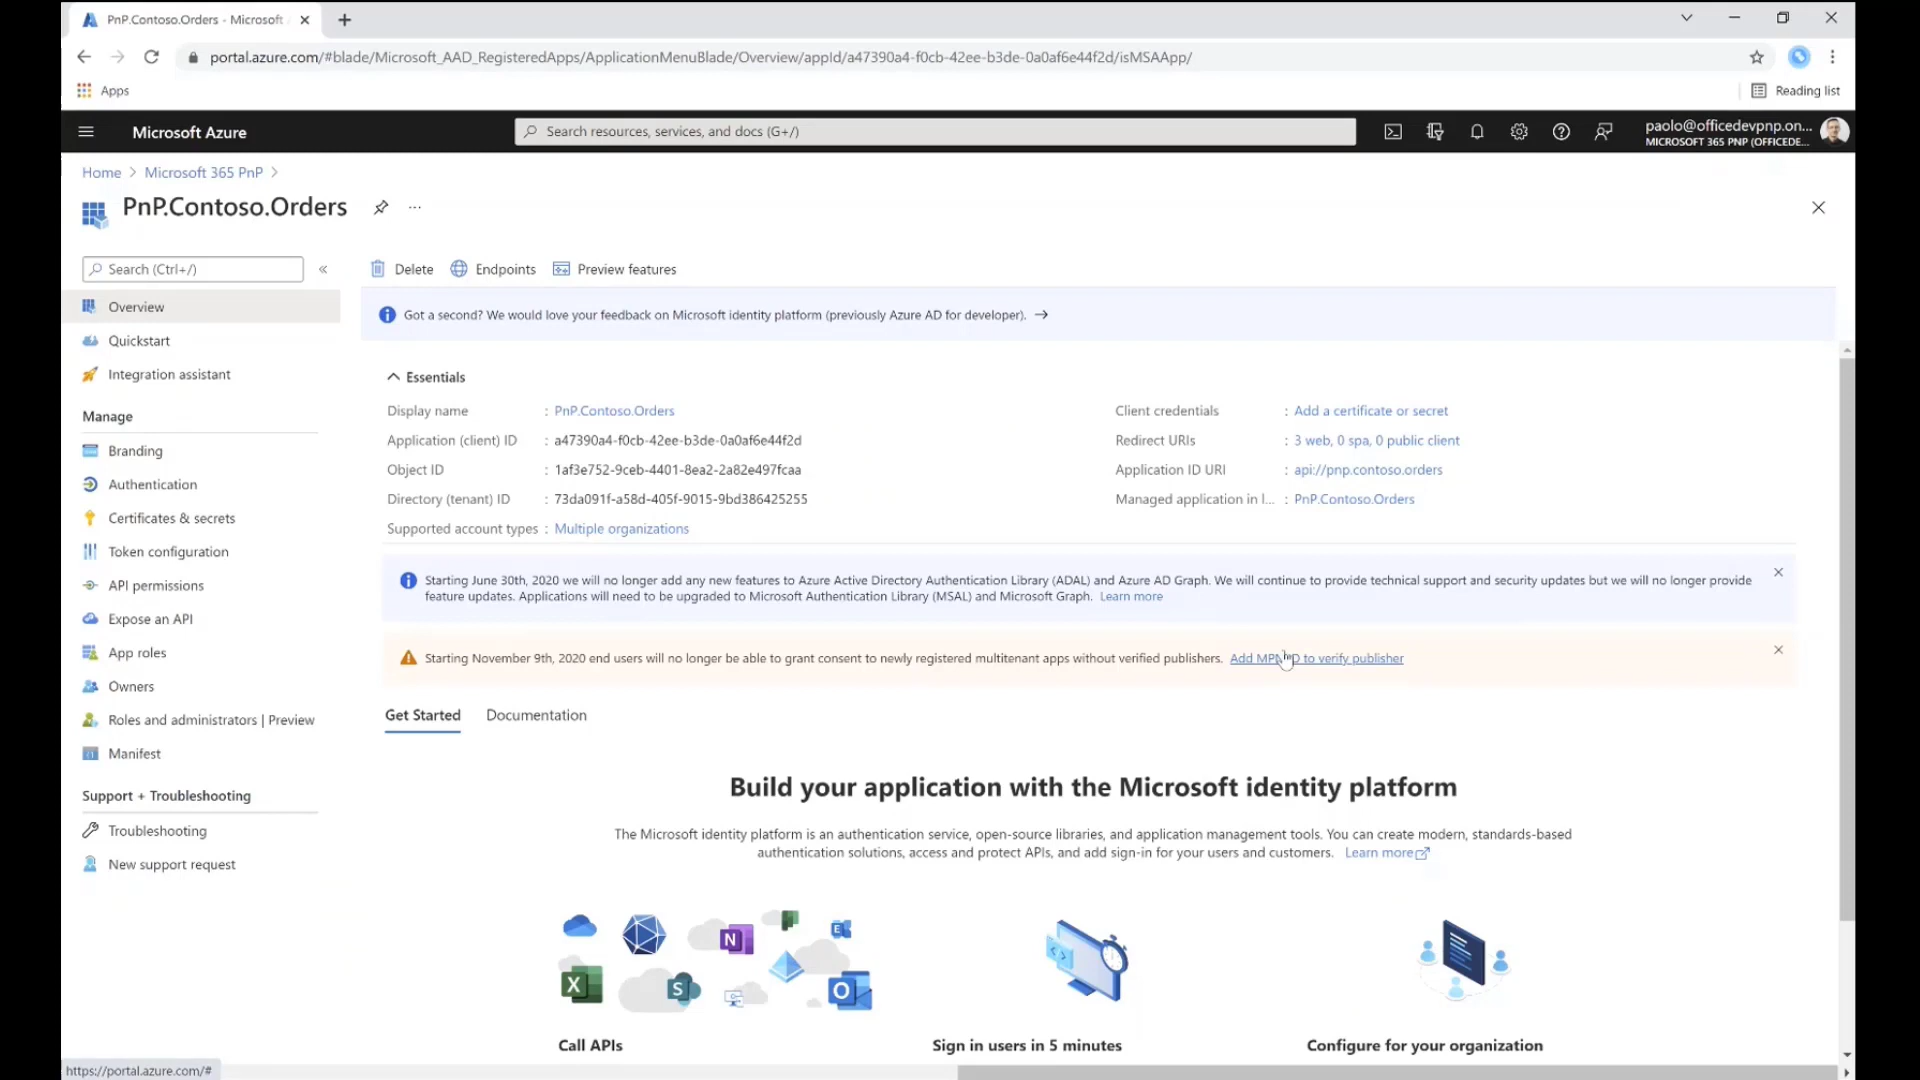 PnP.Contoso.Orders - Microsoft
portal.azure.com/#blade/Microsoft_AAD_RegisteredApps/ApplicationMenuBlade/Overview/appId/a47390a4-f0cb-42ee-b3de-0a0af6e44f2d/isMSAApp/
Apps
Reading list
Microsoft Azure
Search resources, services, and docs (G+/)
paolo@officedevpnp.on...
MICROSOFT 365 PNP (OFFICEDE...
Home > Microsoft 365 PnP >
PnP.Contoso.Orders
...
Search (Ctrl+/)
«
Delete
Endpoints
Preview features
Overview
Quickstart
Integration assistant
Manage
Branding
Authentication
Certificates & secrets
Token configuration
API permissions
Expose an API
App roles
Owners
Roles and administrators | Preview
Manifest
Support + Troubleshooting
Troubleshooting
New support request
Got a second? We would love your feedback on Microsoft identity platform (previously Azure AD for developer). →
Essentials
Display name : PnP.Contoso.Orders
Application (client) ID : a47390a4-f0cb-42ee-b3de-0a0af6e44f2d
Object ID : 1af3e752-9ceb-4401-8ea2-2a82e497fcaa
Directory (tenant) ID : 73da091f-a58d-405f-9015-9bd386425255
Supported account types : Multiple organizations
Client credentials : Add a certificate or secret
Redirect URIs : 3 web, 0 spa, 0 public client
Application ID URI : api://pnp.contoso.orders
Managed application in l... : PnP.Contoso.Orders
Starting June 30th, 2020 we will no longer add any new features to Azure Active Directory Authentication Library (ADAL) and Azure AD Graph. We will continue to provide technical support and security updates but we will no longer provide
feature updates. Applications will need to be upgraded to Microsoft Authentication Library (MSAL) and Microsoft Graph. Learn more
Starting November 9th, 2020 end users will no longer be able to grant consent to newly registered multitenant apps without verified publishers. Add to verify publisher
Get Started
Documentation
Build your application with the Microsoft identity platform
The Microsoft identity platform is an authentication service, open-source libraries, and application management tools. You can create modern, standards-based
authentication solutions, access and protect APIs, and add sign-in for your users and customers. Learn more
N
E
X
S
O
Call APIs
Sign in users in 5 minutes
Configure for your organization
https://portal.azure.com/#